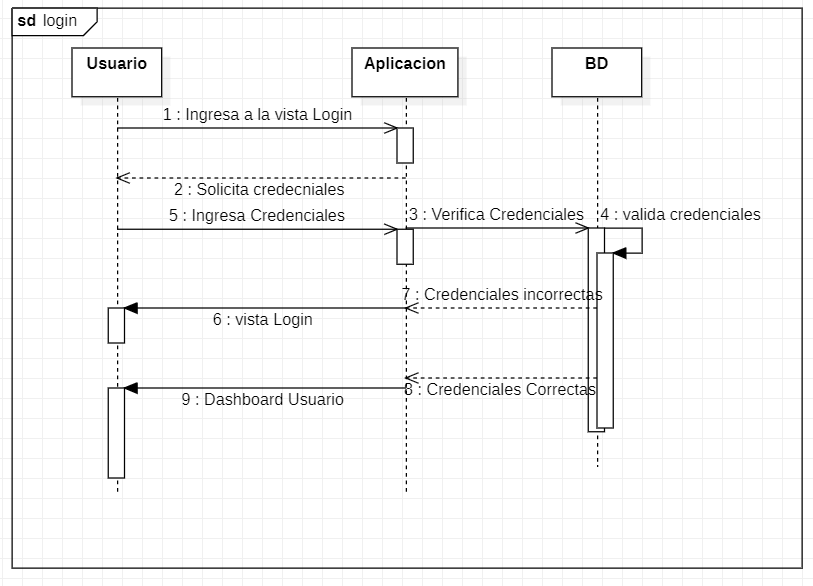 sd login
Usuario
Aplicacion
BD
1 : Ingresa a la vista Login
2 : Solicita credecniales
5 : Ingresa Credenciales
3 : Verifica Credenciales
4 : valida credenciales
7 : Credenciales incorrectas
6 : vista Login
8 : Credenciales Correctas
9 : Dashboard Usuario